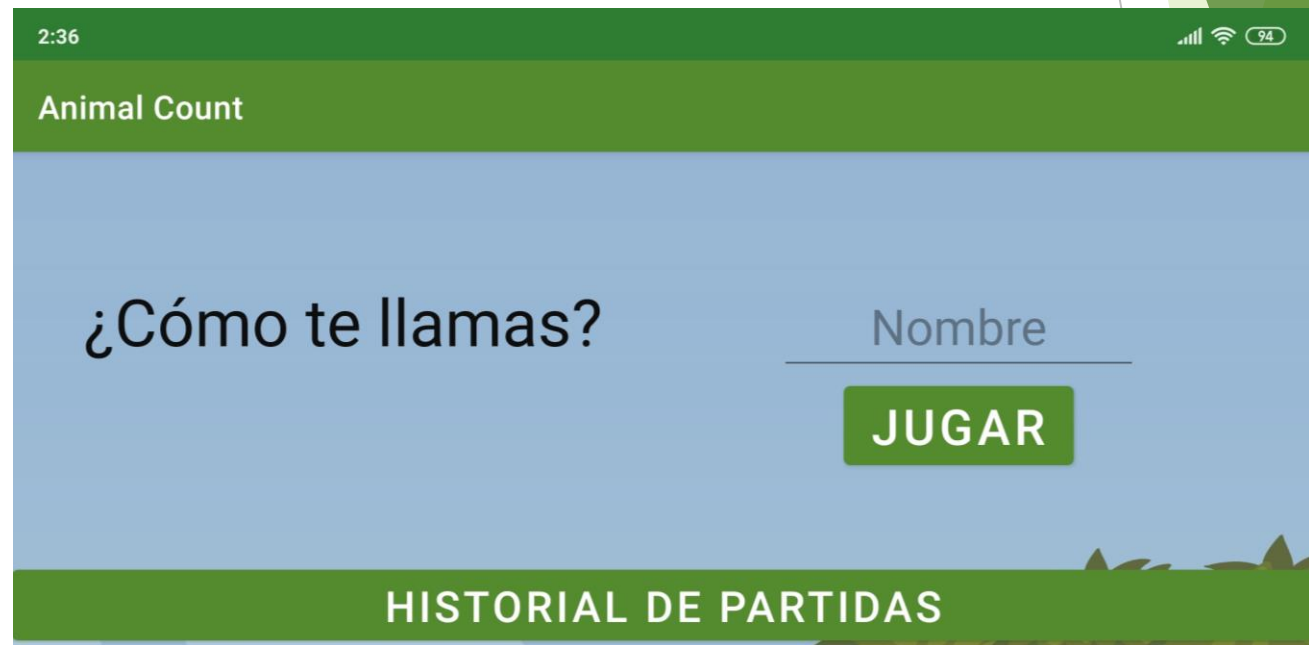 2:36
94
Animal Count
¿Cómo te llamas?
Nombre
JUGAR
HISTORIAL DE PARTIDAS